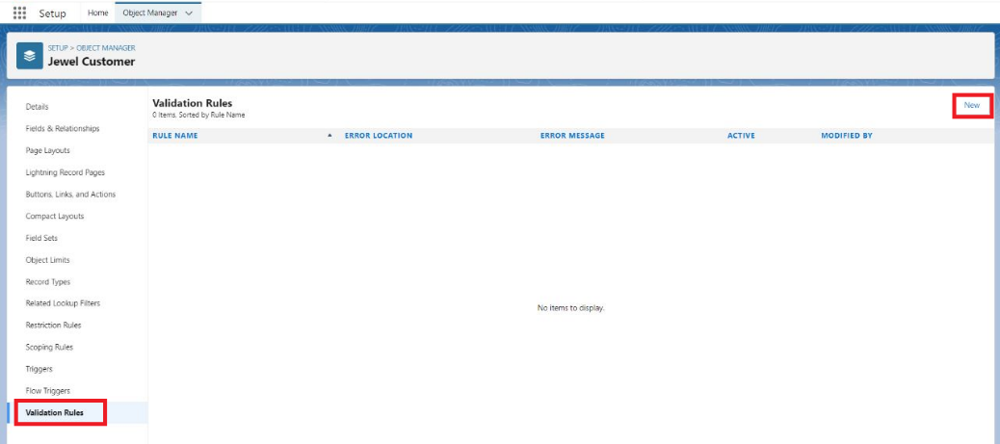 Setup Home Object Manager
SETUP > OBJECT MANAGER
Jewel Customer
Details
Fields & Relationships
Page Layouts
Lightning Record Pages
Buttons, Links, and Actions
Compact Layouts
Field Sets
Object Limits
Record Types
Related Lookup Filters
Restriction Rules
Scoping Rules
Triggers
Flow Triggers
Validation Rules
Validation Rules
0 Items, Sorted by Rule Name
New
RULE NAME ERROR LOCATION ERROR MESSAGE ACTIVE MODIFIED BY
No items to display.